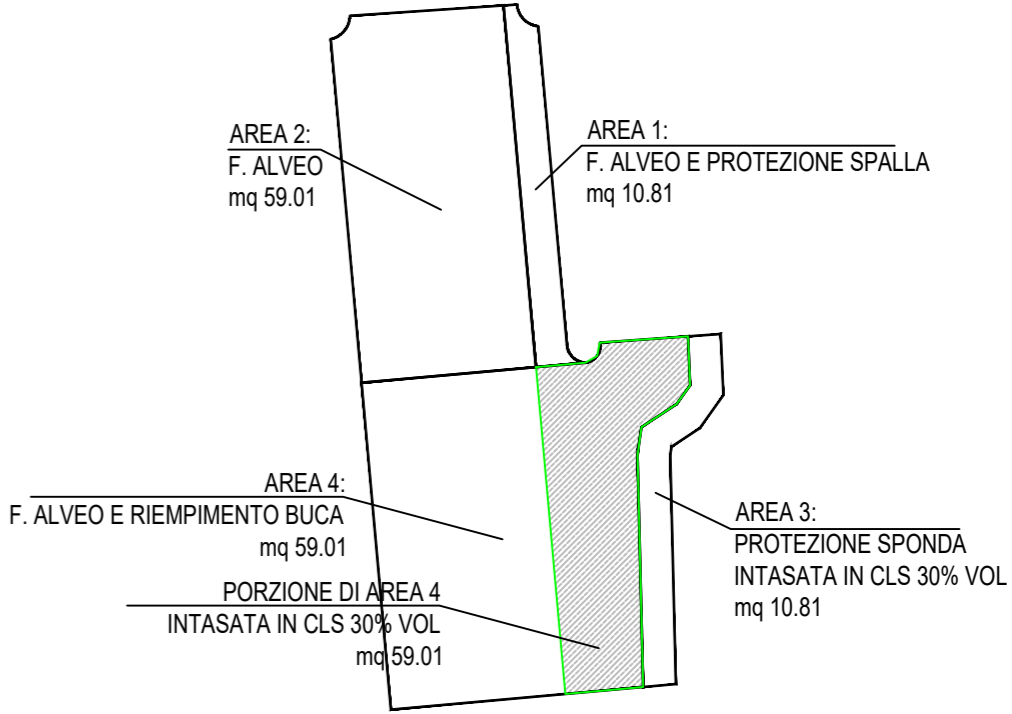 AREA 2:
F. ALVEO
mq 59.01
AREA 1:
F. ALVEO E PROTEZIONE SPALLA
mq 10.81
AREA 4:
F. ALVEO E RIEMPIMENTO BUCA
mq 59.01
PORZIONE DI AREA 4
INTASATA IN CLS 30% VOL
mq 59.01
AREA 3:
PROTEZIONE SPONDA
INTASATA IN CLS 30% VOL
mq 10.81